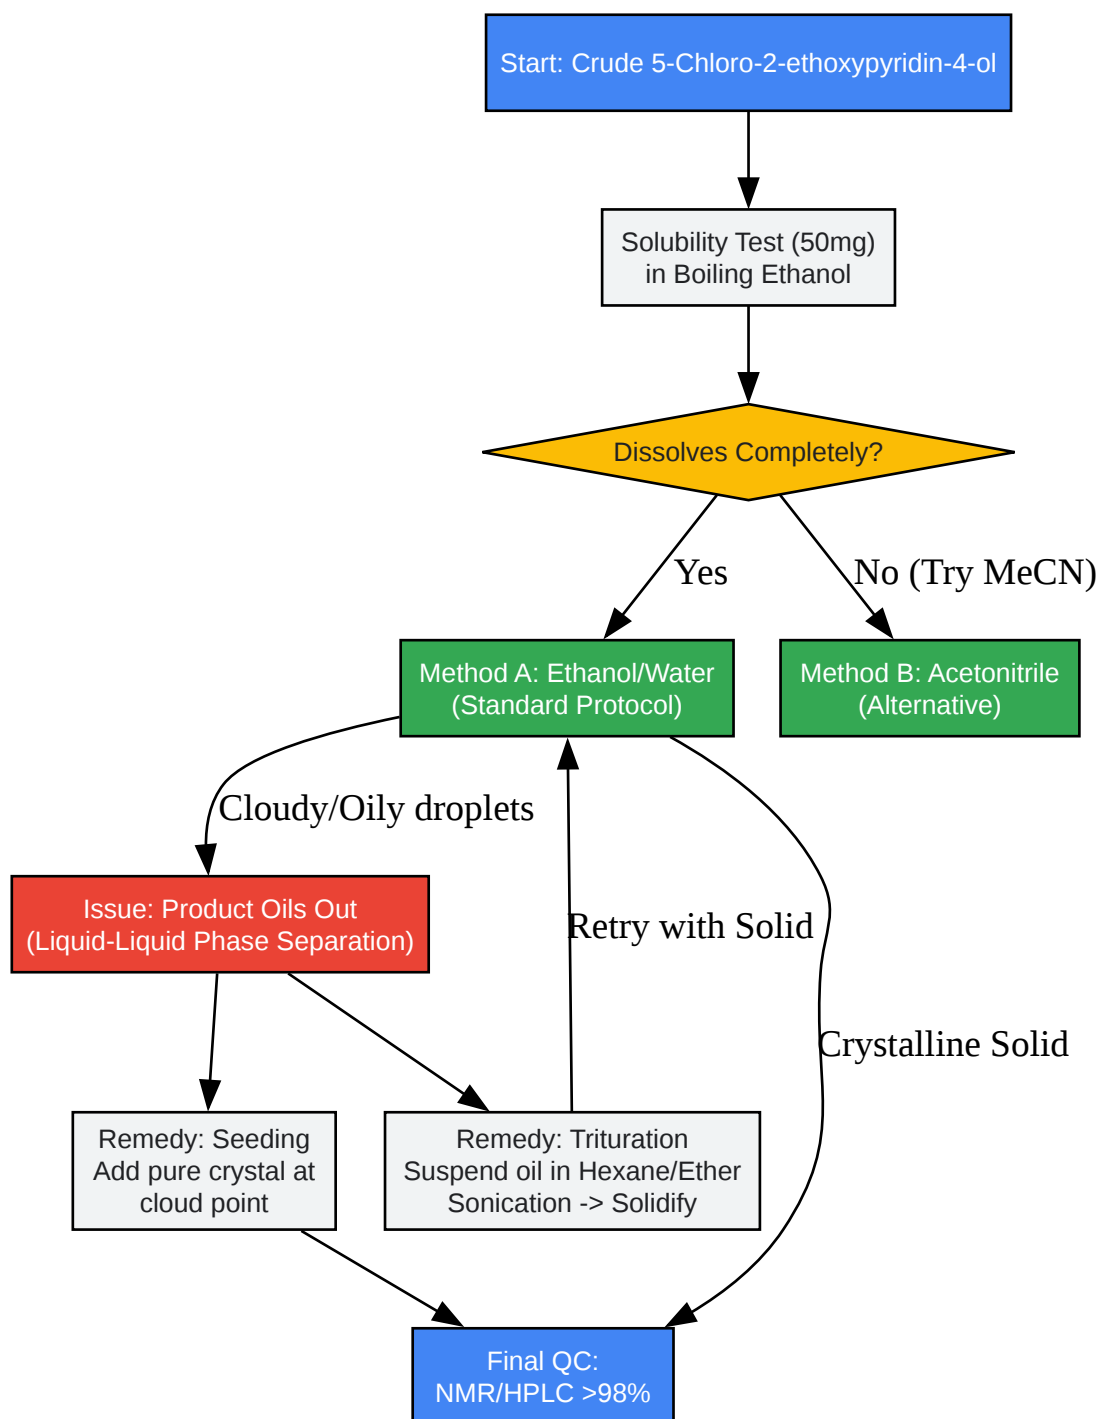 Start: Crude 5-Chloro-2-ethoxypyridin-4-ol
Solubility Test (50mg)
in Boiling Ethanol
Dissolves Completely?
Yes
No (Try MeCN)
Method A: Ethanol/Water
(Standard Protocol)
Method B: Acetonitrile
(Alternative)
Cloudy/Oily droplets
Issue: Product Oils Out
(Liquid-Liquid Phase Separation)
Retry with Solid
Crystalline Solid
Remedy: Seeding
Add pure crystal at
cloud point
Remedy: Trituration
Suspend oil in Hexane/Ether
Sonication -> Solidify
Final QC:
NMR/HPLC >98%